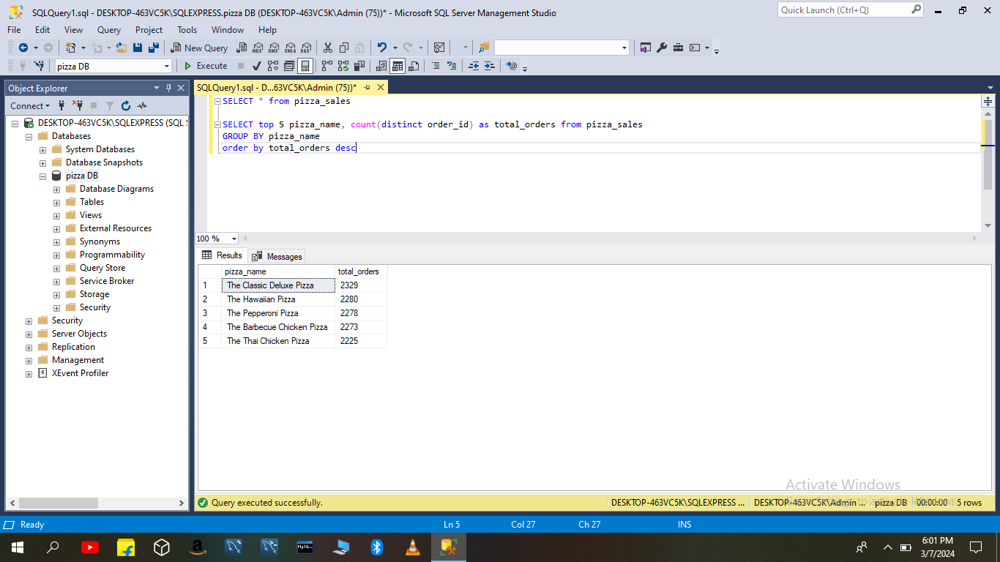 SQLQuery1.sql - DESKTOP-463VC5K\SQLEXPRESS.pizza DB (DESKTOP-463VC5K\Admin (75))* - Microsoft SQL Server Management Studio
Quick Launch (Ctrl+Q)
File Edit View Query Project Tools Window Help
New Query MDX DMX XMLA DAX
pizza DB Execute
Object Explorer
SQLQuery1.sql - D...63VC5K\Admin (75))*
Connect
DESKTOP-463VC5K\SQLEXPRESS (SQL
Databases
System Databases
Database Snapshots
pizza DB
Database Diagrams
Tables
Views
External Resources
Synonyms
Programmability
Query Store
Service Broker
Storage
Security
Security
Server Objects
Replication
Management
XEvent Profiler
SELECT * from pizza_sales
SELECT top 5 pizza_name, count(distinct order_id) as total_orders from pizza_sales
GROUP BY pizza_name
order by total_orders desc
100 %
Results Messages
pizza_name total_orders
1 The Classic Deluxe Pizza 2329
2 The Hawaiian Pizza 2280
3 The Pepperoni Pizza 2278
4 The Barbecue Chicken Pizza 2273
5 The Thai Chicken Pizza 2225
Activate Windows
Query executed successfully. DESKTOP-463VC5K\SQLEXPRESS ... DESKTOP-463VC5K\Admin ... pizza DB 00:00:00 5 rows
Ready Ln 5 Col 27 Ch 27 INS
MySQL
6:01 PM
3/7/2024